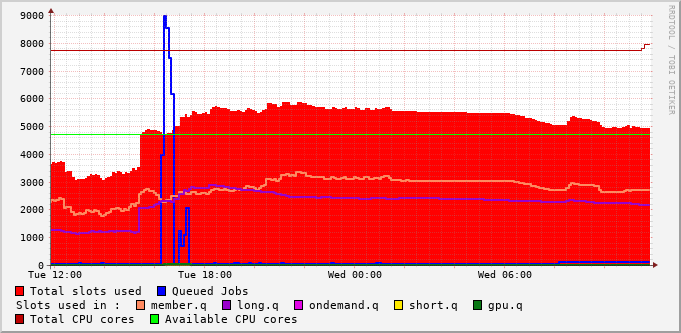 RRDTOOL / TOBI OETIKER
9000
8000
7000
6000
5000
4000
3000
2000
1000
0
Tue 12:00 Tue 18:00 Wed 00:00 Wed 06:00
Total slots used Queued Jobs
Slots used in : member.q long.q ondemand.q short.q gpu.q
Total CPU cores Available CPU cores